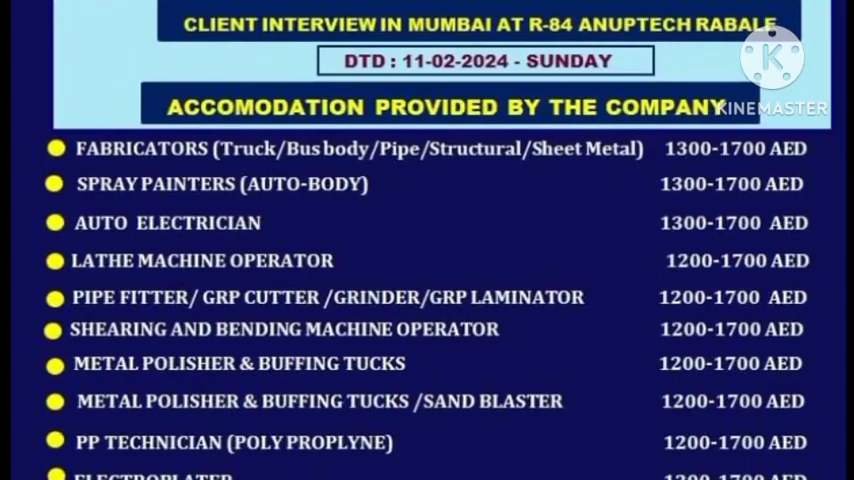 CLIENT INTERVIEW IN MUMBAI AT R-84 ANUPTECH RABALE
DTD : 11-02-2024 - SUNDAY
ACCOMODATION PROVIDED BY THE COMPANY
KINEMASTER
FABRICATORS (Truck/Bus body/Pipe/Structural/Sheet Metal) 1300-1700 AED
SPRAY PAINTERS (AUTO-BODY) 1300-1700 AED
AUTO ELECTRICIAN 1300-1700 AED
LATHE MACHINE OPERATOR 1200-1700 AED
PIPE FITTER/ GRP CUTTER /GRINDER/GRP LAMINATOR 1200-1700 AED
SHEARING AND BENDING MACHINE OPERATOR 1200-1700 AED
METAL POLISHER & BUFFING TUCKS 1200-1700 AED
METAL POLISHER & BUFFING TUCKS /SAND BLASTER 1200-1700 AED
PP TECHNICIAN (POLY PROPLYNE) 1200-1700 AED
ELECTROPLATER 1200-1700 AED